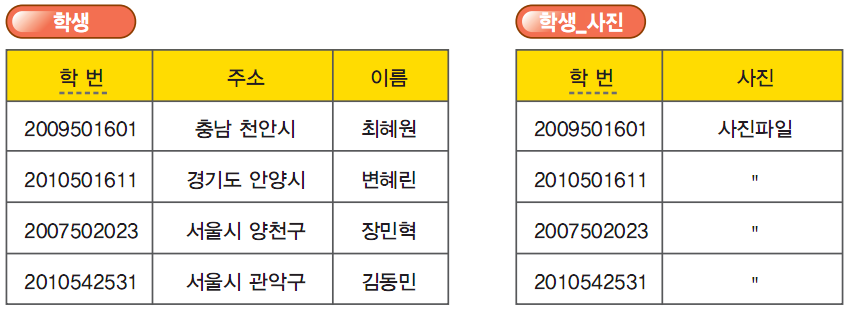 학생
학 번 주소 이름
2009501601 충남 천안시 최혜원
2010501611 경기도 안양시 변혜린
2007502023 서울시 양천구 장민혁
2010542531 서울시 관악구 김동민
학생_사진
학 번 사진
2009501601 사진파일
2010501611 "
2007502023 "
2010542531 "